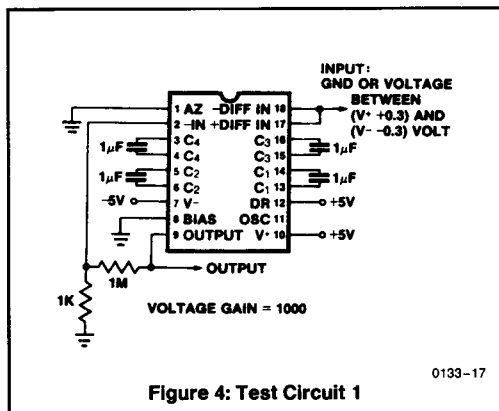 INPUT:
GND OR VOLTAGE
BETWEEN
(V+ +0.3) AND
(V- -0.3) VOLT
1 AZ -DIFF IN 18
2 -IN +DIFF IN 17
1µF 3 C4 C3 16 1µF
4 C4 C3 15
1µF 5 C2 C1 14 1µF
6 C2 C1 13
-5V 7 V- DR 12 +5V
8 BIAS OSC 11
9 OUTPUT V+ 10 +5V
1M OUTPUT
1K
VOLTAGE GAIN = 1000
0133-17
Figure 4: Test Circuit 1